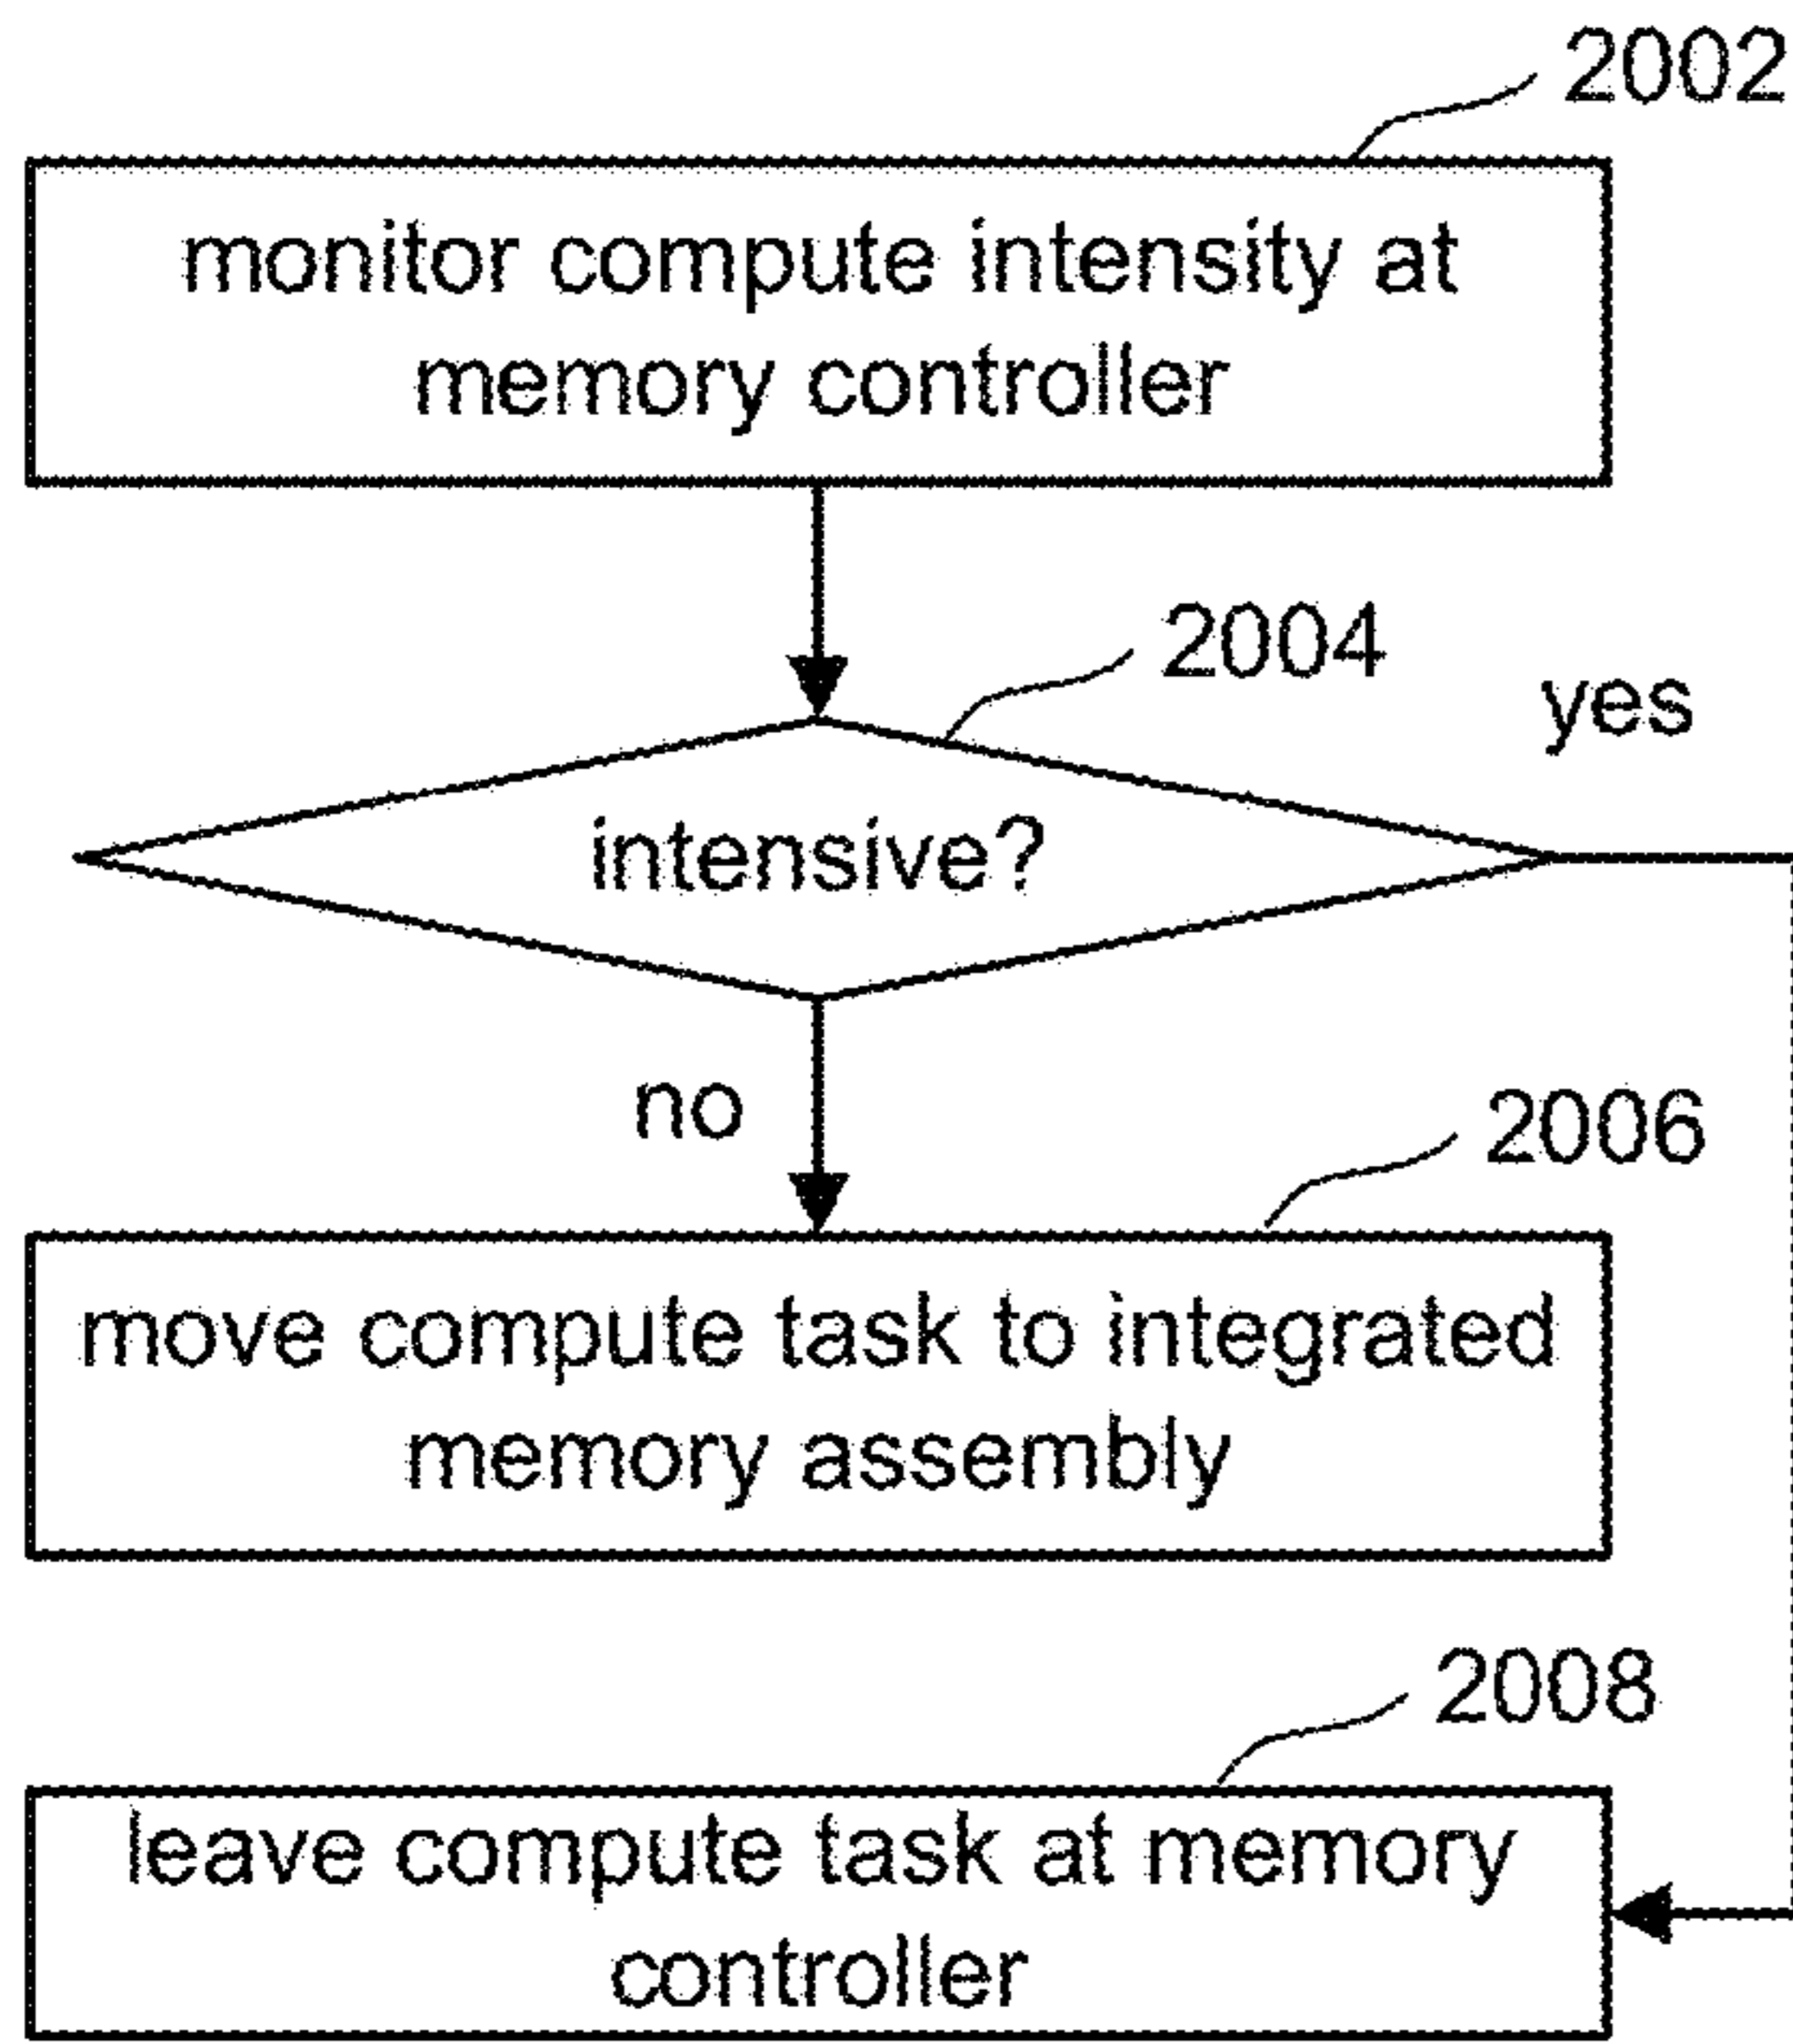 2002
monitor compute intensity at
memory controller
2004
yes
intensive?
no
2006
move compute task to integrated
memory assembly
2008
leave compute task at memory
controller